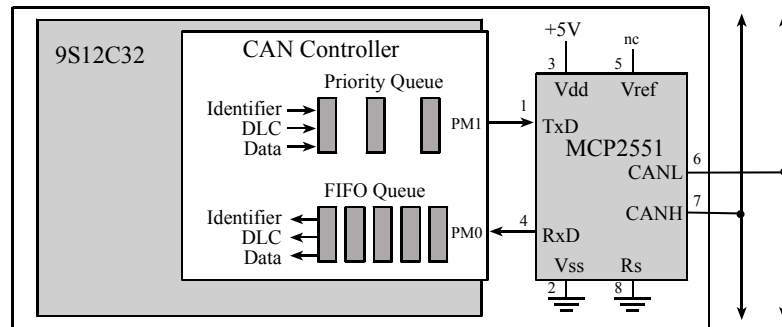 9S12C32
CAN Controller
Priority Queue
Identifier
DLC
Data
PM1
FIFO Queue
Identifier
DLC
Data
PM0
+5V
nc
3
5
Vdd
Vref
1
TxD
MCP2551
6
CANL
7
CANH
4
RxD
Vss
Rs
2
8